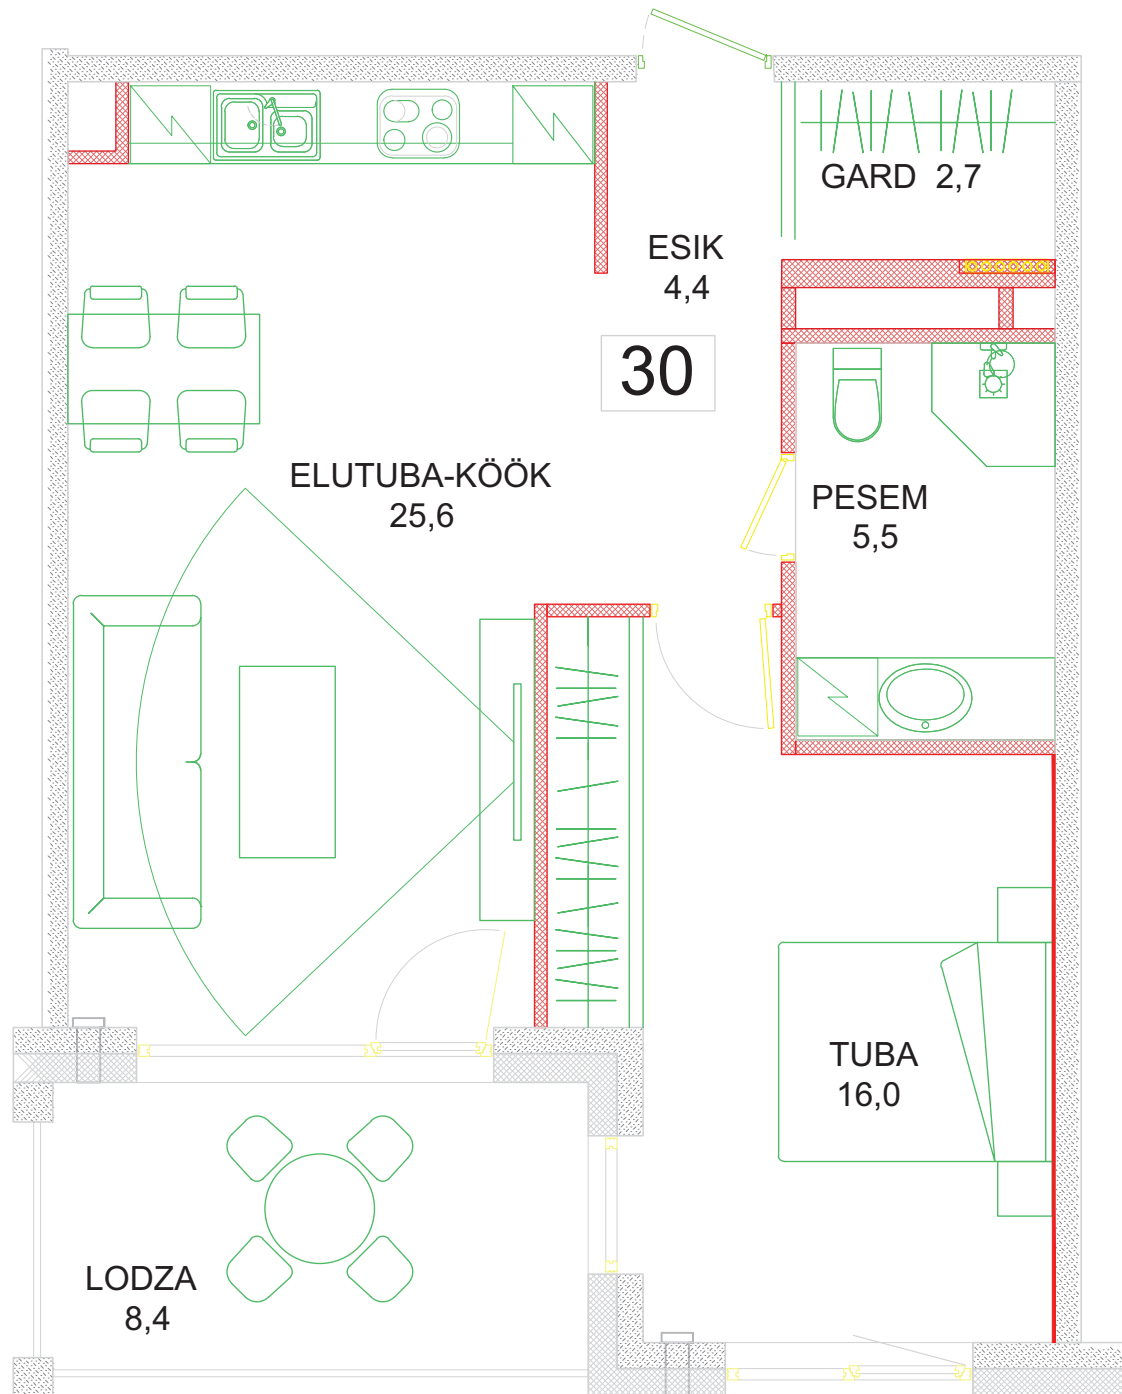 GARD 2,7
ESIK
4,4
30
ELUTUBA-KÖÖK
25,6
PESEM
5,5
TUBA
16,0
LODZA
8,4